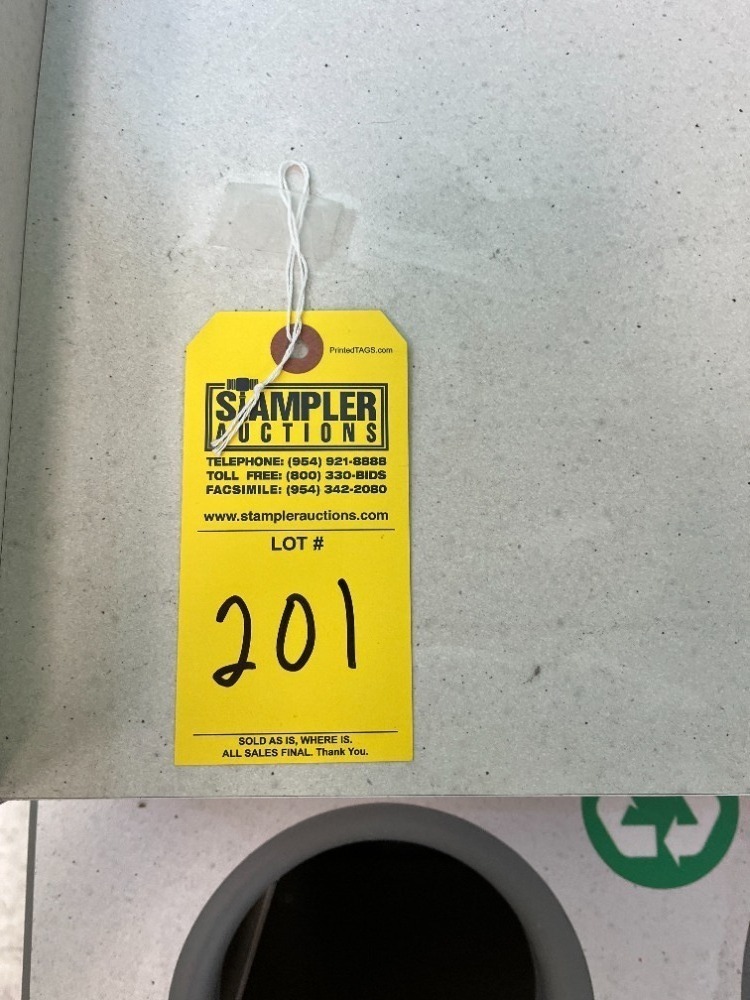 PrintedTAGS.com
STAMPLER
AUCTIONS
TELEPHONE: (954) 921-8888
TOLL FREE: (800) 330-BIDS
FACSIMILE: (954) 342-2080
www.stamplerauctions.com
LOT #
201
SOLD AS IS, WHERE IS.
ALL SALES FINAL. Thank You.